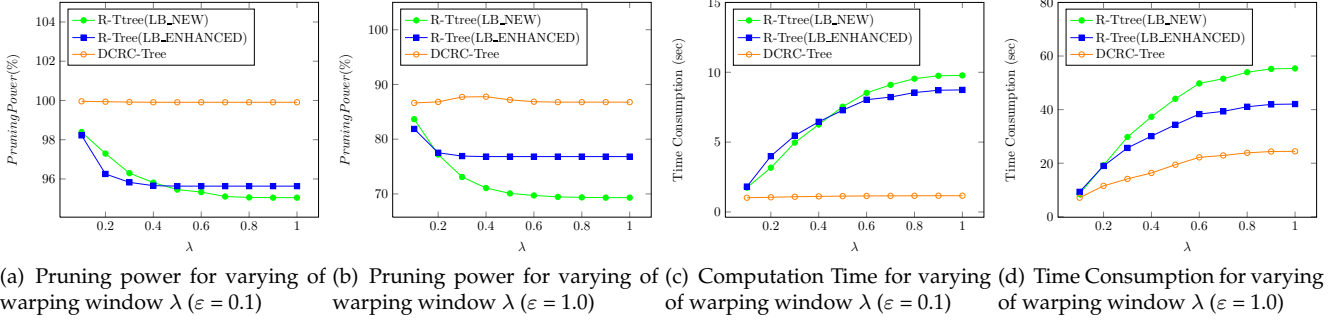 104
102
100
98
96
PruningPower(%)
0.2 0.4 0.6 0.8 1
λ
R-Ttree(LB_NEW)
R-Tree(LB_ENHANCED)
DCRC-Tree
100
90
80
70
PruningPower(%)
0.2 0.4 0.6 0.8 1
λ
R-Ttree(LB_NEW)
R-Tree(LB_ENHANCED)
DCRC-Tree
15
10
5
0
Time Consumption (sec)
0.2 0.4 0.6 0.8 1
λ
R-Ttree(LB_NEW)
R-Tree(LB_ENHANCED)
DCRC-Tree
80
60
40
20
0
Time Consumption (sec)
0.2 0.4 0.6 0.8 1
λ
R-Ttree(LB_NEW)
R-Tree(LB_ENHANCED)
DCRC-Tree
(a) Pruning power for varying of
warping window λ (ε = 0.1)
(b) Pruning power for varying of
warping window λ (ε = 1.0)
(c) Computation Time for varying
of warping window λ (ε = 0.1)
(d) Time Consumption for varying
of warping window λ (ε = 1.0)